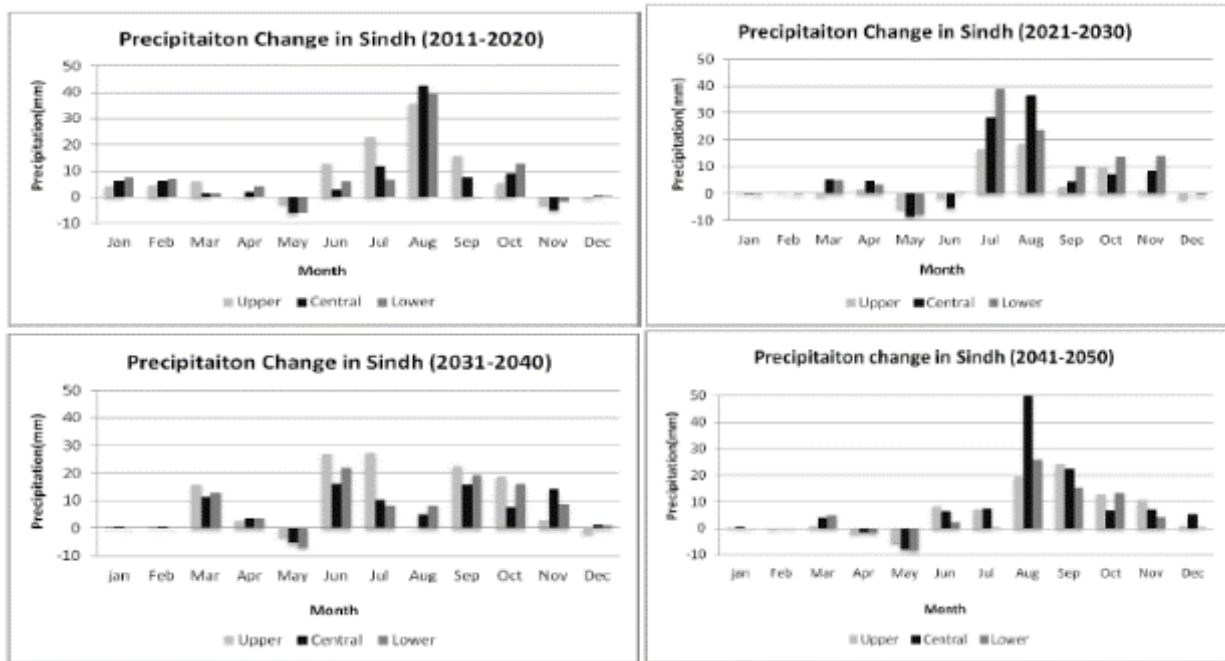 Precipitaiton Change in Sindh (2011-2020)
Precipitation(mm)
50
40
30
20
10
0
-10
Jan Feb Mar Apr May Jun Jul Aug Sep Oct Nov Dec
Month
Upper Central Lower
Precipitaiton Change in Sindh (2021-2030)
Precipitation(mm)
50
40
30
20
10
0
-10
Jan Feb Mar Apr May Jun Jul Aug Sep Oct Nov Dec
Month
Upper Central Lower
Precipitaiton Change in Sindh (2031-2040)
Precipitation(mm)
50
40
30
20
10
0
-10
jan Feb Mar Apr May Jun Jul Aug Sep Oct Nov Dec
Month
Upper Central Lower
Precipitaiton change in Sindh (2041-2050)
Precipitation(mm)
50
40
30
20
10
0
-10
jan Feb Mar Apr May Jun Jul Aug Sep Oct Nov Dec
Month
Upper Central Lower